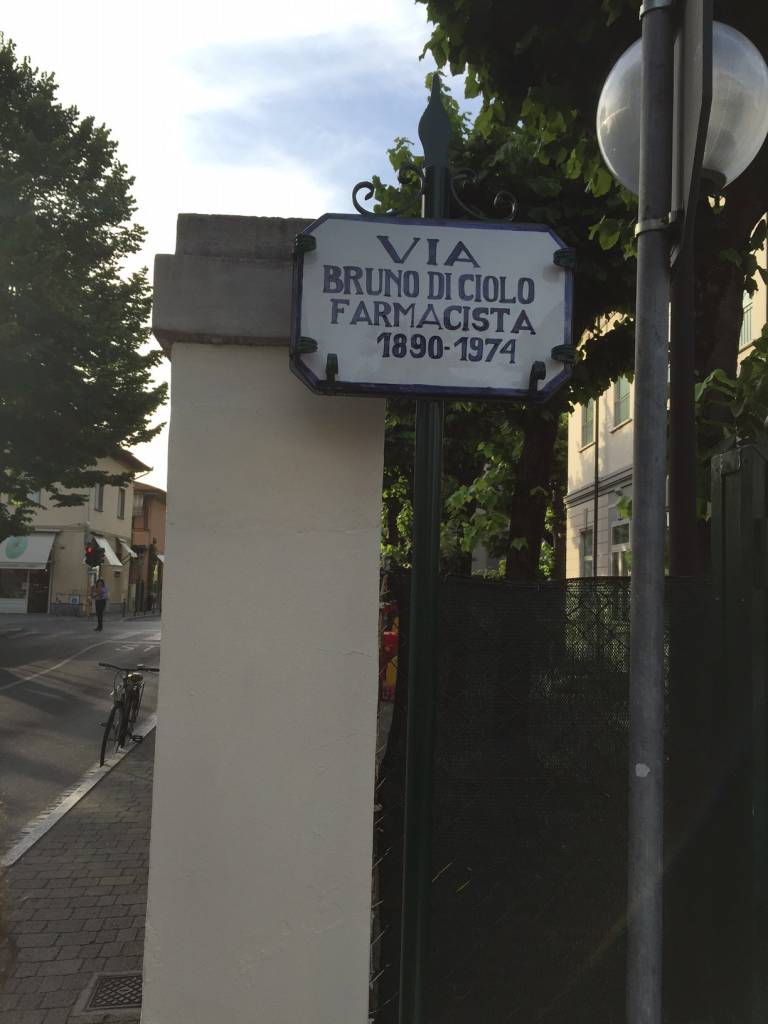 VIA
BRUNO DI CIOLO
FARMACISTA
1890-1974